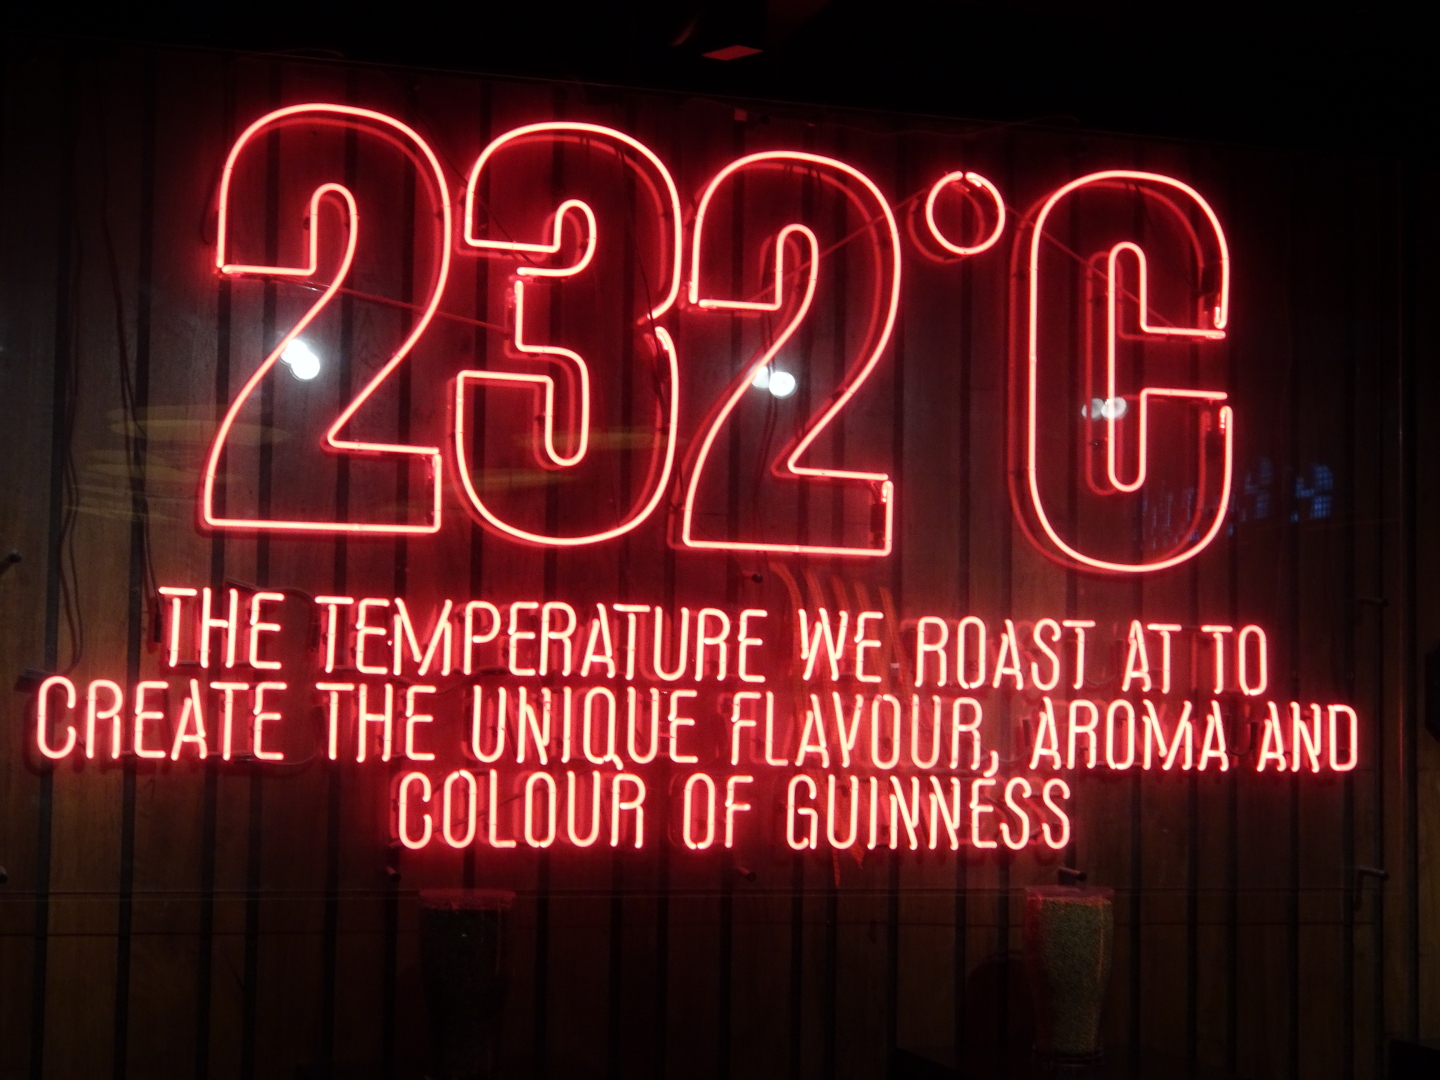 232°C
THE TEMPERATURE WE ROAST AT TO
CREATE THE UNIQUE FLAVOUR, AROMA AND
COLOUR OF GUINNESS